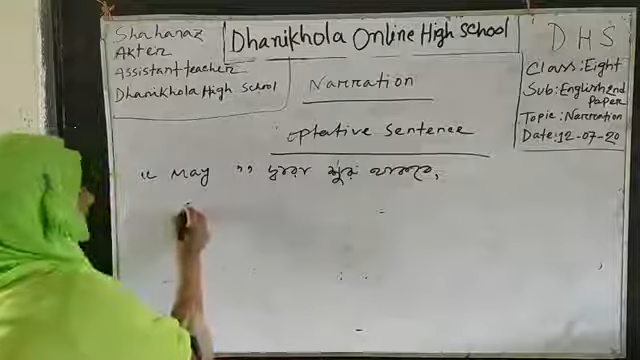 Shahanaz
Akter
Assistant teacher
Dhanikhola High School
Dhanikhola Online High School
DHS
Class: Eight
Sub: English 2nd
Paper
Topic: Narration
Date: 12-07-20
Narration
Optative Sentence
"May" দ্বারা শুরু থাকলে,